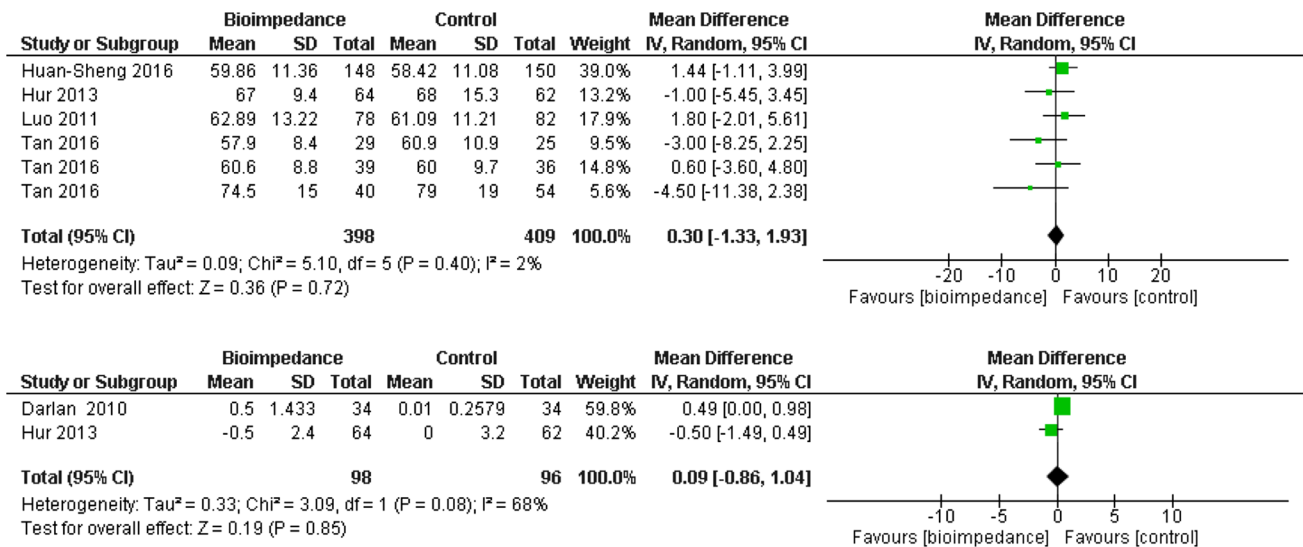 Bioimpedance Control Mean Difference Mean Difference
Study or Subgroup Mean SD Total Mean SD Total Weight IV, Random, 95% CI IV, Random, 95% CI
Huan-Sheng 2016 59.86 11.36 148 58.42 11.08 150 39.0% 1.44 [-1.11, 3.99]
Hur 2013 67 9.4 64 68 15.3 62 13.2% -1.00 [-5.45, 3.45]
Luo 2011 62.89 13.22 78 61.09 11.21 82 17.9% 1.80 [-2.01, 5.61]
Tan 2016 57.9 8.4 29 60.9 10.9 25 9.5% -3.00 [-8.25, 2.25]
Tan 2016 60.6 8.8 39 60 9.7 36 14.8% 0.60 [-3.60, 4.80]
Tan 2016 74.5 15 40 79 19 54 5.6% -4.50 [-11.38, 2.38]
Total (95% CI) 398 409 100.0% 0.30 [-1.33, 1.93]
Heterogeneity: Tau² = 0.09; Chi² = 5.10, df = 5 (P = 0.40); I² = 2%
Test for overall effect: Z = 0.36 (P = 0.72)
-20 -10 0 10 20
Favours [bioimpedance] Favours [control]
Bioimpedance Control Mean Difference Mean Difference
Study or Subgroup Mean SD Total Mean SD Total Weight IV, Random, 95% CI IV, Random, 95% CI
Darlan 2010 0.5 1.433 34 0.01 0.2579 34 59.8% 0.49 [0.00, 0.98]
Hur 2013 -0.5 2.4 64 0 3.2 62 40.2% -0.50 [-1.49, 0.49]
Total (95% CI) 98 96 100.0% 0.09 [-0.86, 1.04]
Heterogeneity: Tau² = 0.33; Chi² = 3.09, df = 1 (P = 0.08); I² = 68%
Test for overall effect: Z = 0.19 (P = 0.85)
-10 -5 0 5 10
Favours [bioimpedance] Favours [control]